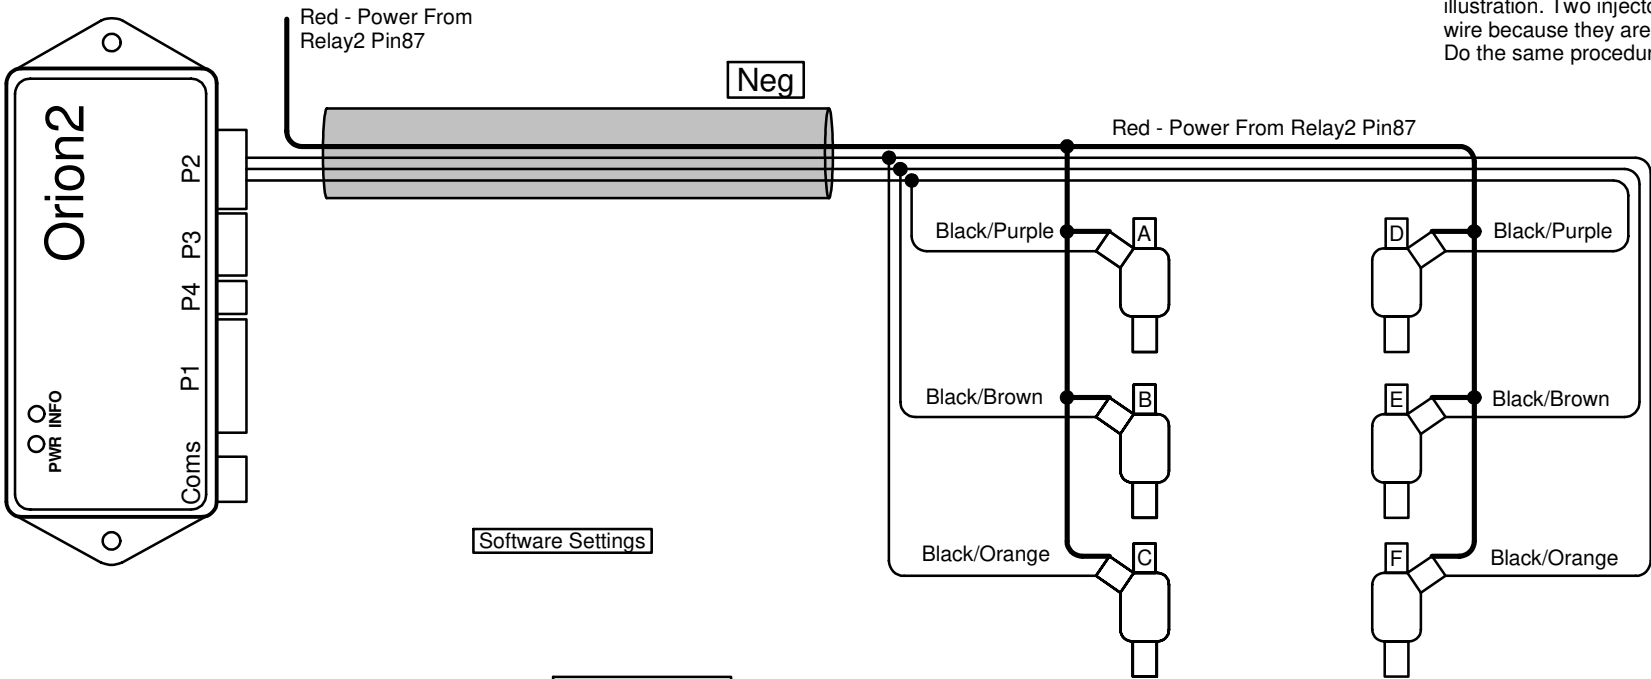 Red - Power From
Relay2 Pin87
illustration. Two
wire because they are
Do the same
Neg
Orion2
P2
P3
P4
P1
Coms
PWR
INFO
Red - Power From Relay2 Pin87
Black/Purple
A
D
Black/Purple
Black/Brown
B
E
Black/Brown
Black/Orange
C
F
Black/Orange
Software Settings